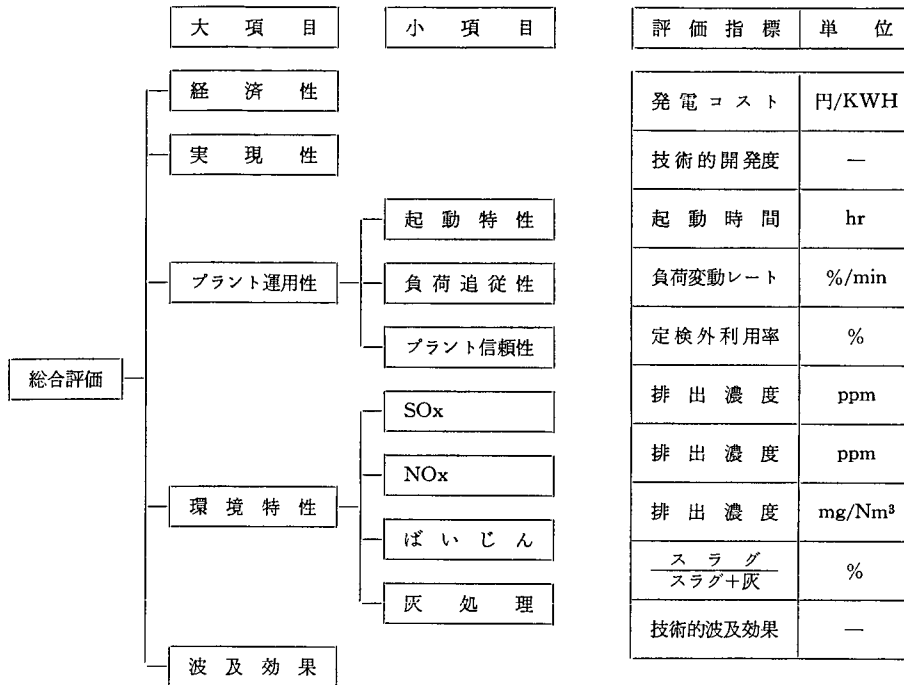 大項目 小項目 評価指標 単位
経済性 発電コスト 円/KWH
実現性 技術的開発度 —
起動特性 起動時間 hr
プラント運用性 負荷追従性 負荷変動レート %/min
プラント信頼性 定検外利用率 %
総合評価
SOx 排出濃度 ppm
NOx 排出濃度 ppm
環境特性
ばいじん 排出濃度 mg/Nm³
灰処理 スラグ/スラグ+灰 %
波及効果 技術的波及効果 —